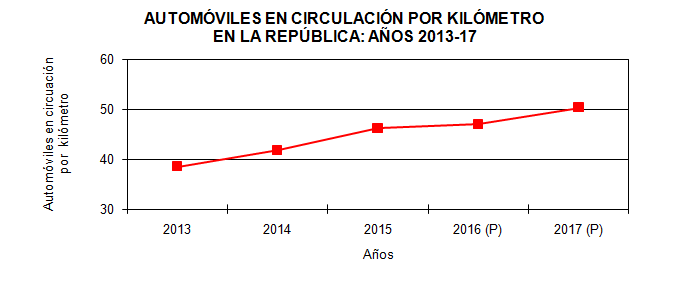 AUTOMÓVILES EN CIRCULACIÓN POR KILÓMETRO
EN LA REPÚBLICA: AÑOS 2013-17
Automóviles en circuación
por kilómetro
60
50
40
30
2013 2014 2015 2016 (P) 2017 (P)
Años